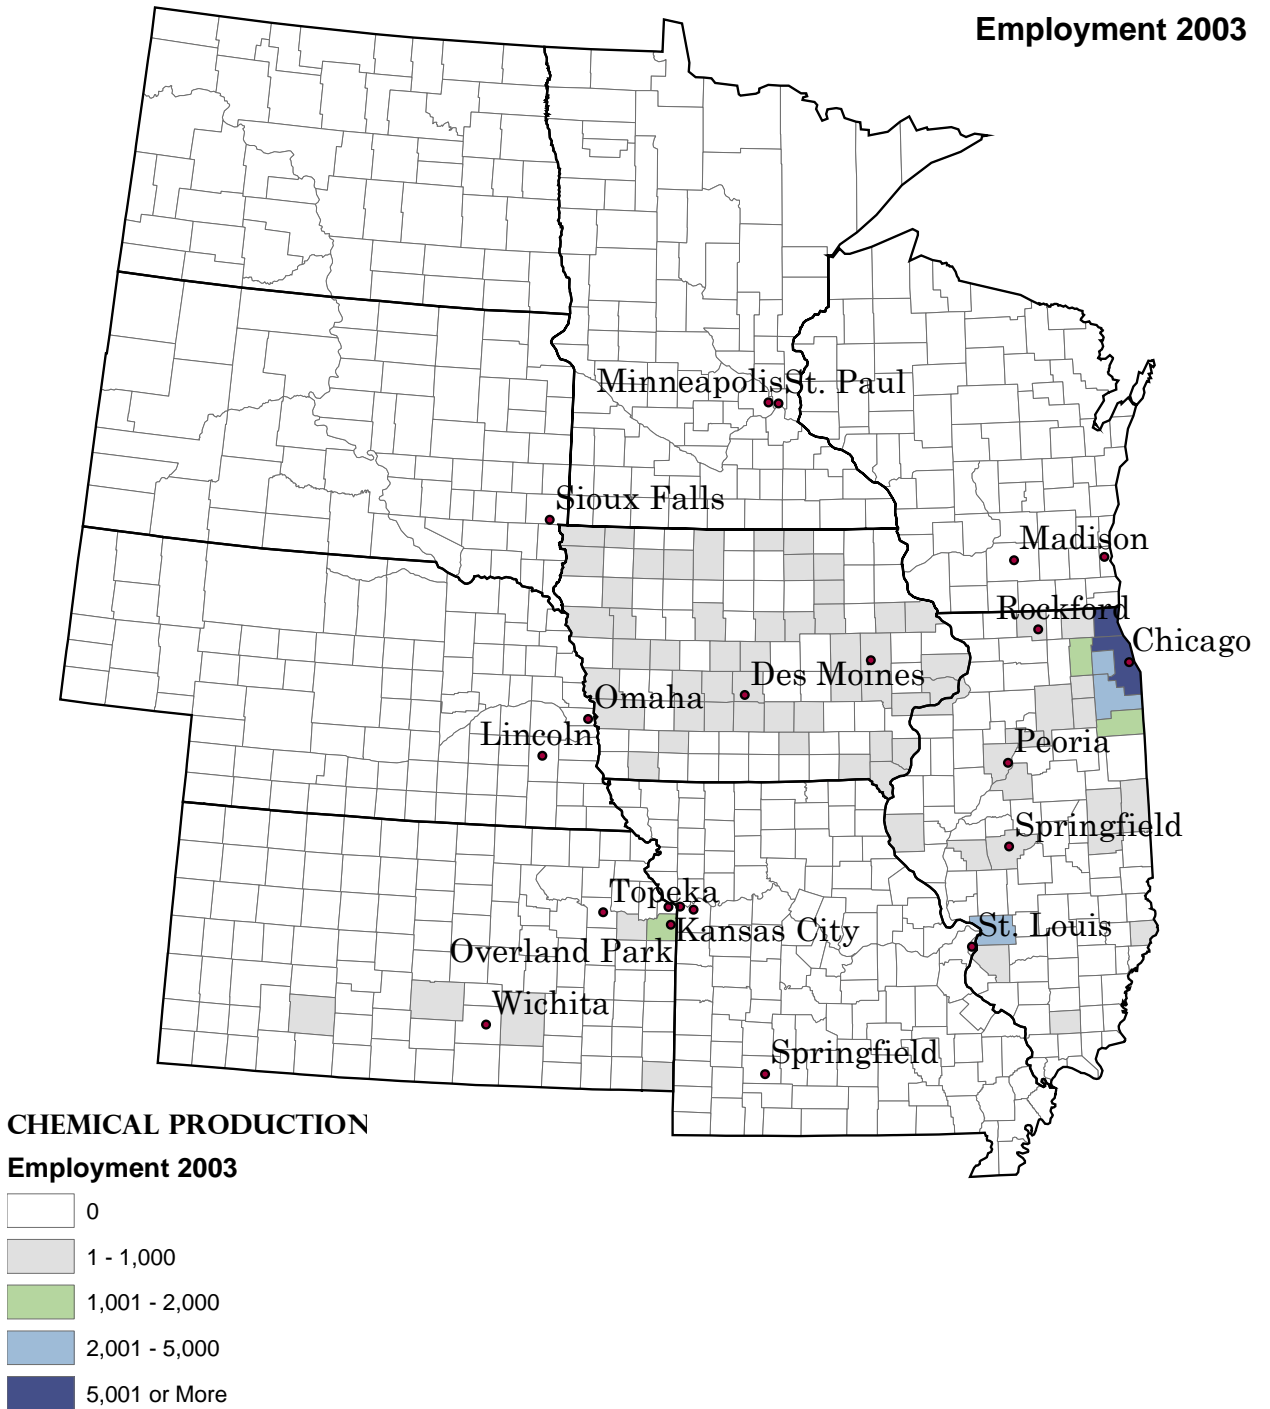 Employment 2003
Minneapolis
St. Paul
Sioux Falls
Madison
Rockford
Chicago
Des Moines
Omaha
Lincoln
Peoria
Springfield
Topeka
St. Louis
Kansas City
Overland Park
Wichita
Springfield
CHEMICAL PRODUCTION
Employment 2003
0
1 - 1,000
1,001 - 2,000
2,001 - 5,000
5,001 or More